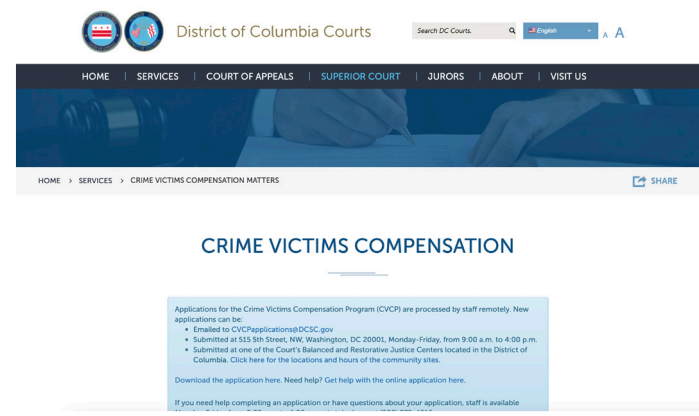 District of Columbia Courts
Search DC Courts.
English
A A
HOME | SERVICES | COURT OF APPEALS | SUPERIOR COURT | JURORS | ABOUT | VISIT US
HOME > SERVICES > CRIME VICTIMS COMPENSATION MATTERS
SHARE
CRIME VICTIMS COMPENSATION
Applications for the Crime Victims Compensation Program (CVCP) are processed by staff remotely. New
applications can be:
• Emailed to CVCPapplications@DCSC.gov
• Submitted at 515 5th Street, NW, Washington, DC 20001, Monday-Friday, from 9:00 a.m. to 4:00 p.m.
• Submitted at one of the Court's Balanced and Restorative Justice Centers located in the District of
Columbia. Click here for the locations and hours of the community sites.
Download the application here. Need help? Get help with the online application here.
If you need help completing an application or have questions about your application, staff is available